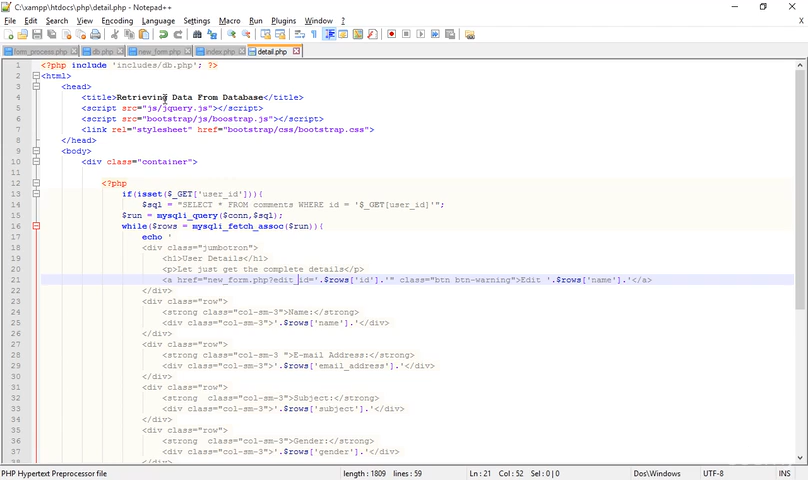 C:\xampp\htdocs\php\detail.php - Notepad++
File Edit Search View Encoding Language Settings Macro Run Plugins Window ?
form_process.php db.php new_form.php index.php detail.php
1 <?php include 'includes/db.php'; ?>
2 <html>
3 <head>
4 <title>Retrieving Data From Database</title>
5 <script src="js/jquery.js"></script>
6 <script src="bootstap/js/boostrap.js"></script>
7 <link rel="stylesheet" href="bootstap/css/bootstrap.css">
8 </head>
9 <body>
10 <div class="container">
11
12 <?php
13 if(isset($_GET['user_id'])){
14 $sql = "SELECT * FROM comments WHERE id = '$_GET[user_id]'";
15 $run = mysqli_query($conn,$sql);
16 while($rows = mysqli_fetch_assoc($run)){
17 echo '
18 <div class="jumbotron">
19 <h1>User Details</h1>
20 <p>Let just get the complete details</p>
21 <a href="new_form.php?edit_id='.$rows['id'].'" class="btn btn-warning">Edit '.$rows['name'].'</a>
22 </div>
23 <div class="row">
24 <strong class="col-sm-3">Name:</strong>
25 <div class="col-sm-3">'.$rows['name'].'</div>
26 </div>
27 <div class="row">
28 <strong class="col-sm-3 ">E-mail Address:</strong>
29 <div class="col-sm-3">'.$rows['email_address'].'</div>
30 </div>
31 <div class="row">
32 <strong class="col-sm-3">Subject:</strong>
33 <div class="col-sm-3">'.$rows['subject'].'</div>
34 </div>
35 <div class="row">
36 <strong class="col-sm-3">Gender:</strong>
37 <div class="col-sm-3">'.$rows['gender'].'</div>
38 </div>
PHP Hypertext Preprocessor file length : 1809 lines : 59 Ln : 21 Col : 52 Sel : 0 | 0 Dos\Windows UTF-8 INS